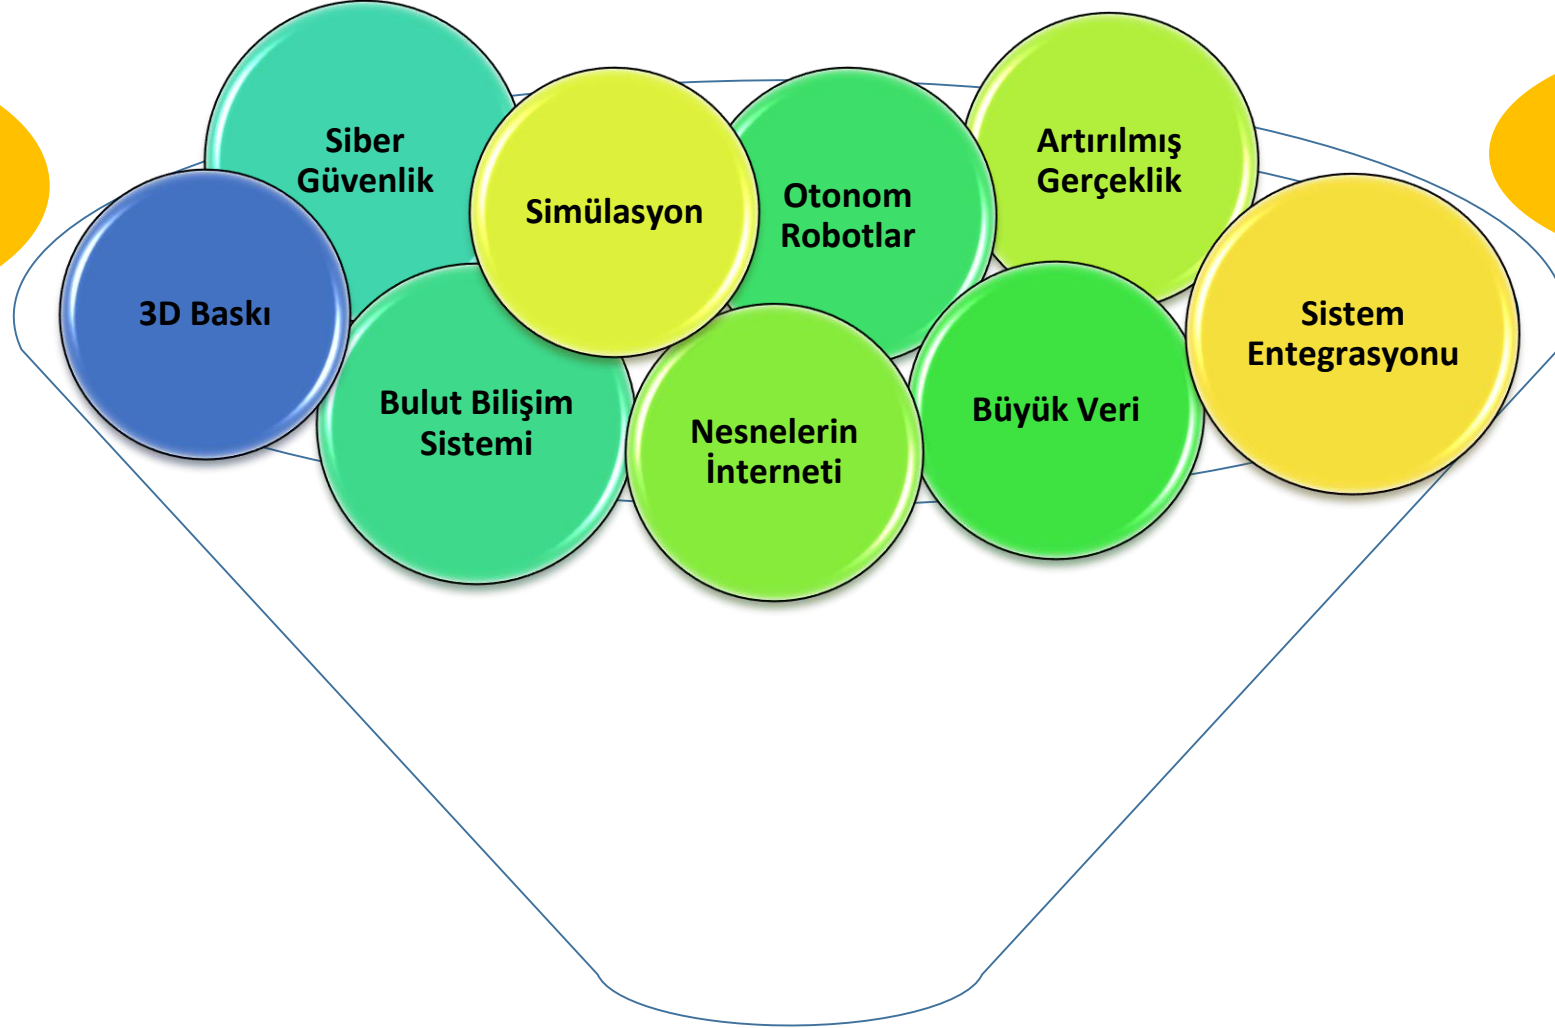 Siber
Güvenlik
Simülasyon
Otonom
Robotlar
Artırılmış
Gerçeklik
3D Baskı
Bulut Bilişim
Sistemi
Nesnelerin
İnterneti
Büyük Veri
Sistem
Entegrasyonu